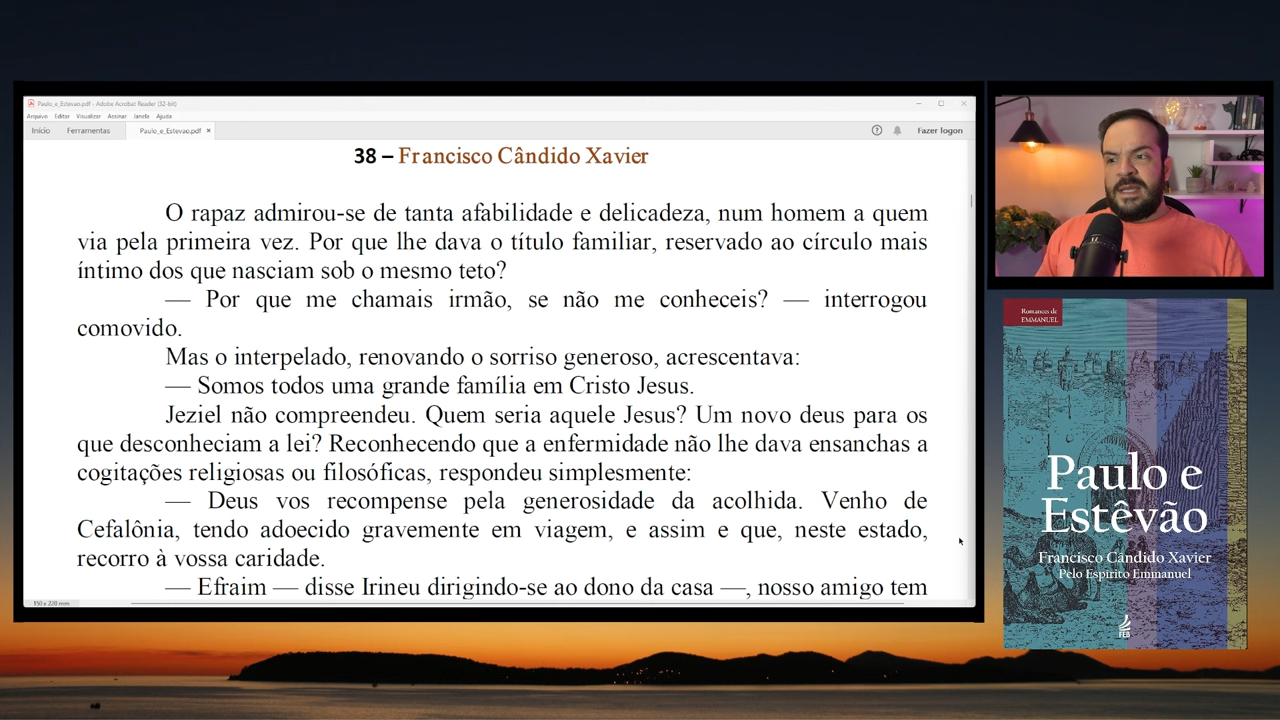 Paulo_e_Estevao.pdf - Adobe Acrobat Reader (32-bit)
Arquivo Editar Visualizar Assinar Janela Ajuda
Início Ferramentas Paulo_e_Estevao.pdf × Fazer logon
38 – Francisco Cândido Xavier
O rapaz admirou-se de tanta afabilidade e delicadeza, num homem a quem
via pela primeira vez. Por que lhe dava o título familiar, reservado ao círculo mais
íntimo dos que nasciam sob o mesmo teto?
— Por que me chamais irmão, se não me conheceis? — interrogou
comovido.
Mas o interpelado, renovando o sorriso generoso, acrescentava:
— Somos todos uma grande família em Cristo Jesus.
Jeziel não compreendeu. Quem seria aquele Jesus? Um novo deus para os
que desconheciam a lei? Reconhecendo que a enfermidade não lhe dava ensanchas a
cogitações religiosas ou filosóficas, respondeu simplesmente:
— Deus vos recompense pela generosidade da acolhida. Venho de
Cefalônia, tendo adoecido gravemente em viagem, e assim e que, neste estado,
recorro à vossa caridade.
— Efraim — disse Irineu dirigindo-se ao dono da casa —, nosso amigo tem
150 x 220 mm
Romances de
EMMANUEL
Paulo e
Estêvão
Francisco Cândido Xavier
Pelo Espírito Emmanuel
FEB